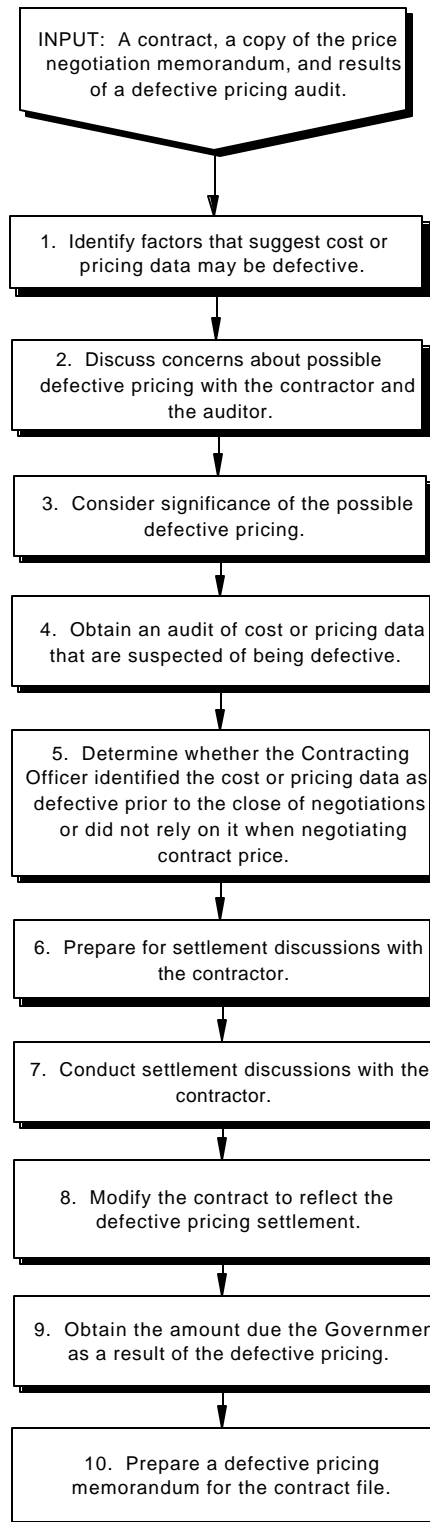 INPUT: A contract, a copy of the price
negotiation memorandum, and results
of a defective pricing audit.
1. Identify factors that suggest cost or
pricing data may be defective.
2. Discuss concerns about possible
defective pricing with the contractor and
the auditor.
3. Consider significance of the possible
defective pricing.
4. Obtain an audit of cost or pricing data
that are suspected of being defective.
5. Determine whether the Contracting
Officer identified the cost or pricing data as
defective prior to the close of negotiations
or did not rely on it when negotiating
contract price.
6. Prepare for settlement discussions with
the contractor.
7. Conduct settlement discussions with the
contractor.
8. Modify the contract to reflect the
defective pricing settlement.
9. Obtain the amount due the Governmen
as a result of the defective pricing.
10. Prepare a defective pricing
memorandum for the contract file.